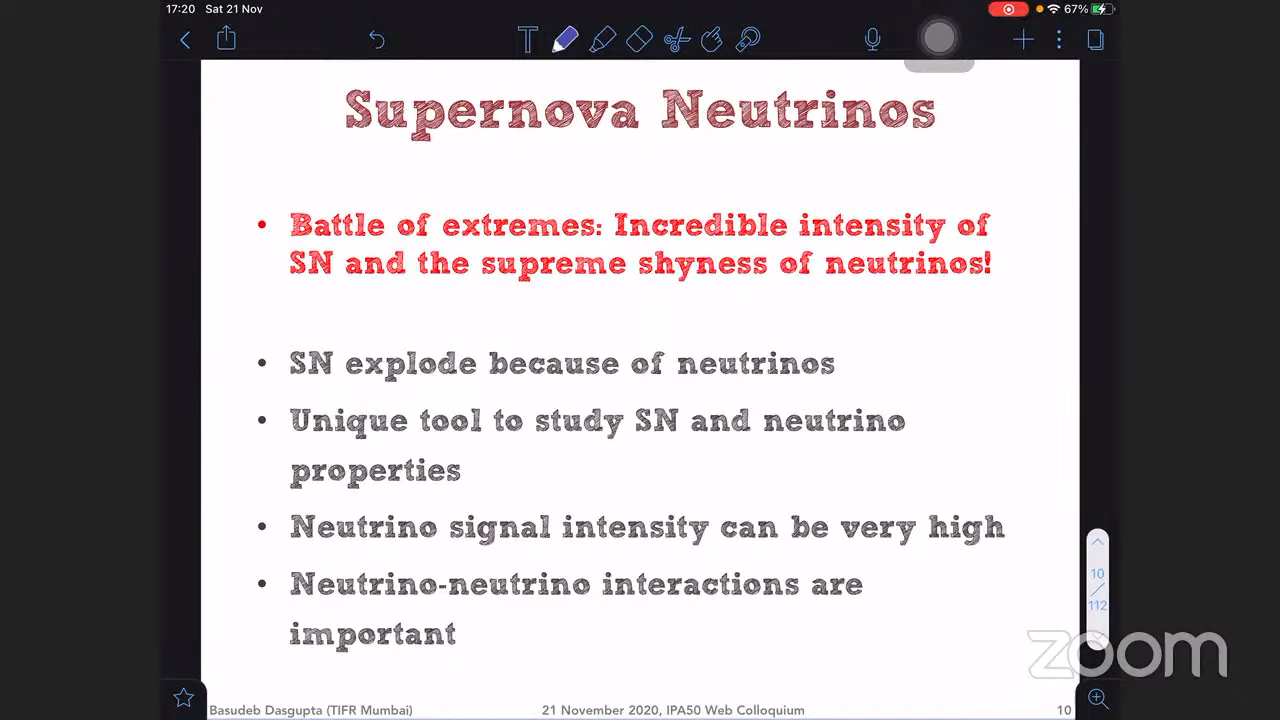 17:20 Sat 21 Nov 67%
T
Supernova Neutrinos
• Battle of extremes: Incredible intensity of
SN and the supreme shyness of neutrinos!
• SN explode because of neutrinos
• Unique tool to study SN and neutrino
properties
• Neutrino signal intensity can be very high
• Neutrino-neutrino interactions are
important
10
/
112
zoom
Basudeb Dasgupta (TIFR Mumbai) 21 November 2020, IPA50 Web Colloquium 10